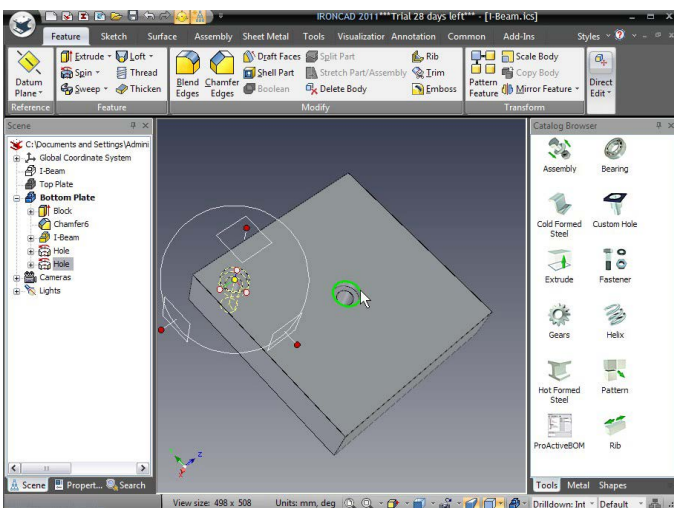 IRONCAD 2011***Trial 28 days left*** - [I-Beam.ics]
Feature Sketch Surface Assembly Sheet Metal Tools Visualization Annotation Common Add-Ins Styles
Datum Plane
Reference
Extrude Loft
Spin Thread
Sweep Thicken
Feature
Blend Edges
Chamfer Edges
Draft Faces Split Part
Shell Part Stretch Part/Assembly
Boolean Delete Body
Rib
Trim
Emboss
Modify
Pattern Feature
Scale Body
Copy Body
Mirror Feature
Transform
Direct Edit
Scene
C:\Documents and Settings\Admini
Global Coordinate System
I-Beam
Top Plate
Bottom Plate
Block
Chamfer6
I-Beam
Hole
Hole
Cameras
Lights
Scene Propert... Search
z
Catalog Browser
Assembly Bearing
Cold Formed Steel
Custom Hole
Extrude Fastener
Gears Helix
Hot Formed Steel
Pattern
ProActiveBOM Rib
Tools Metal Shapes
View size: 498 x 508 Units: mm, deg Drilldown: Int Default